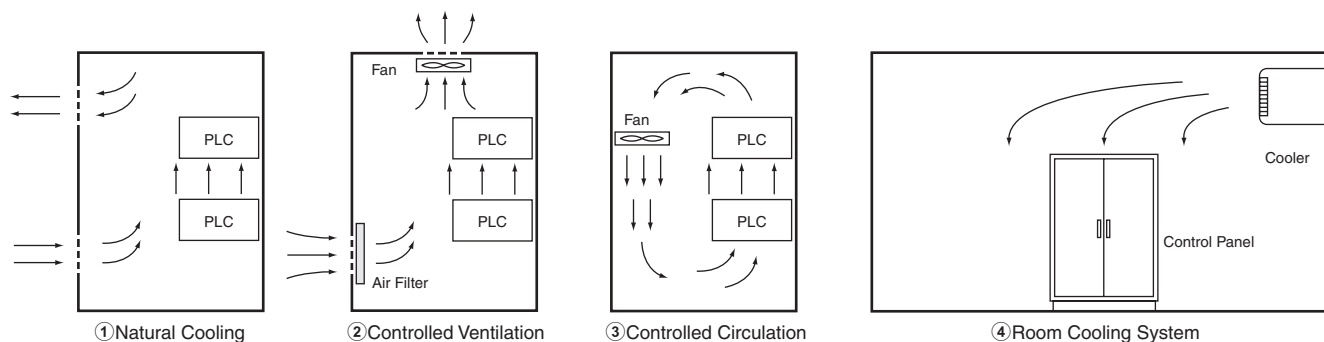 PLC
PLC
①Natural Cooling
Fan
PLC
PLC
Air Filter
②Controlled Ventilation
Fan
PLC
PLC
③Controlled Circulation
Cooler
Control Panel
④Room Cooling System